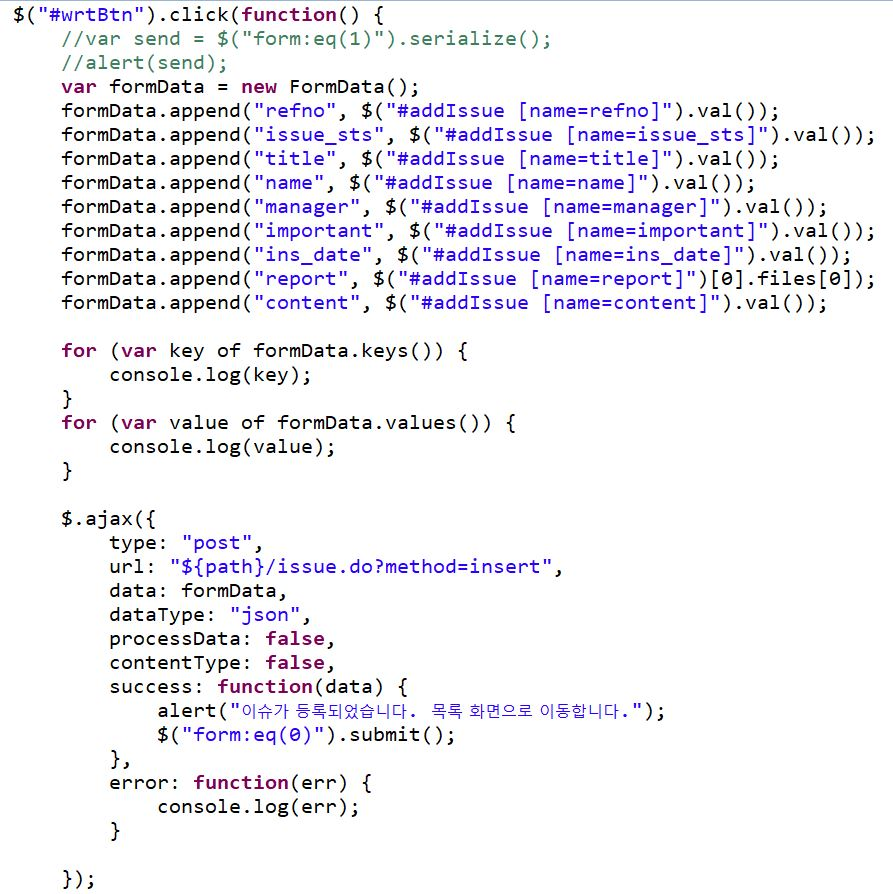 $("#wrtBtn").click(function() {
    //var send = $("form:eq(1)").serialize();
    //alert(send);
    var formData = new FormData();
    formData.append("refno", $("#addIssue [name=refno]").val());
    formData.append("issue_sts", $("#addIssue [name=issue_sts]").val());
    formData.append("title", $("#addIssue [name=title]").val());
    formData.append("name", $("#addIssue [name=name]").val());
    formData.append("manager", $("#addIssue [name=manager]").val());
    formData.append("important", $("#addIssue [name=important]").val());
    formData.append("ins_date", $("#addIssue [name=ins_date]").val());
    formData.append("report", $("#addIssue [name=report]")[0].files[0]);
    formData.append("content", $("#addIssue [name=content]").val());

    for (var key of formData.keys()) {
        console.log(key);
    }
    for (var value of formData.values()) {
        console.log(value);
    }

    $.ajax({
        type: "post",
        url: "${path}/issue.do?method=insert",
        data: formData,
        dataType: "json",
        processData: false,
        contentType: false,
        success: function(data) {
            alert("이슈가 등록되었습니다. 목록 화면으로 이동합니다.");
            $("form:eq(0)").submit();
        },
        error: function(err) {
            console.log(err);
        }

    });